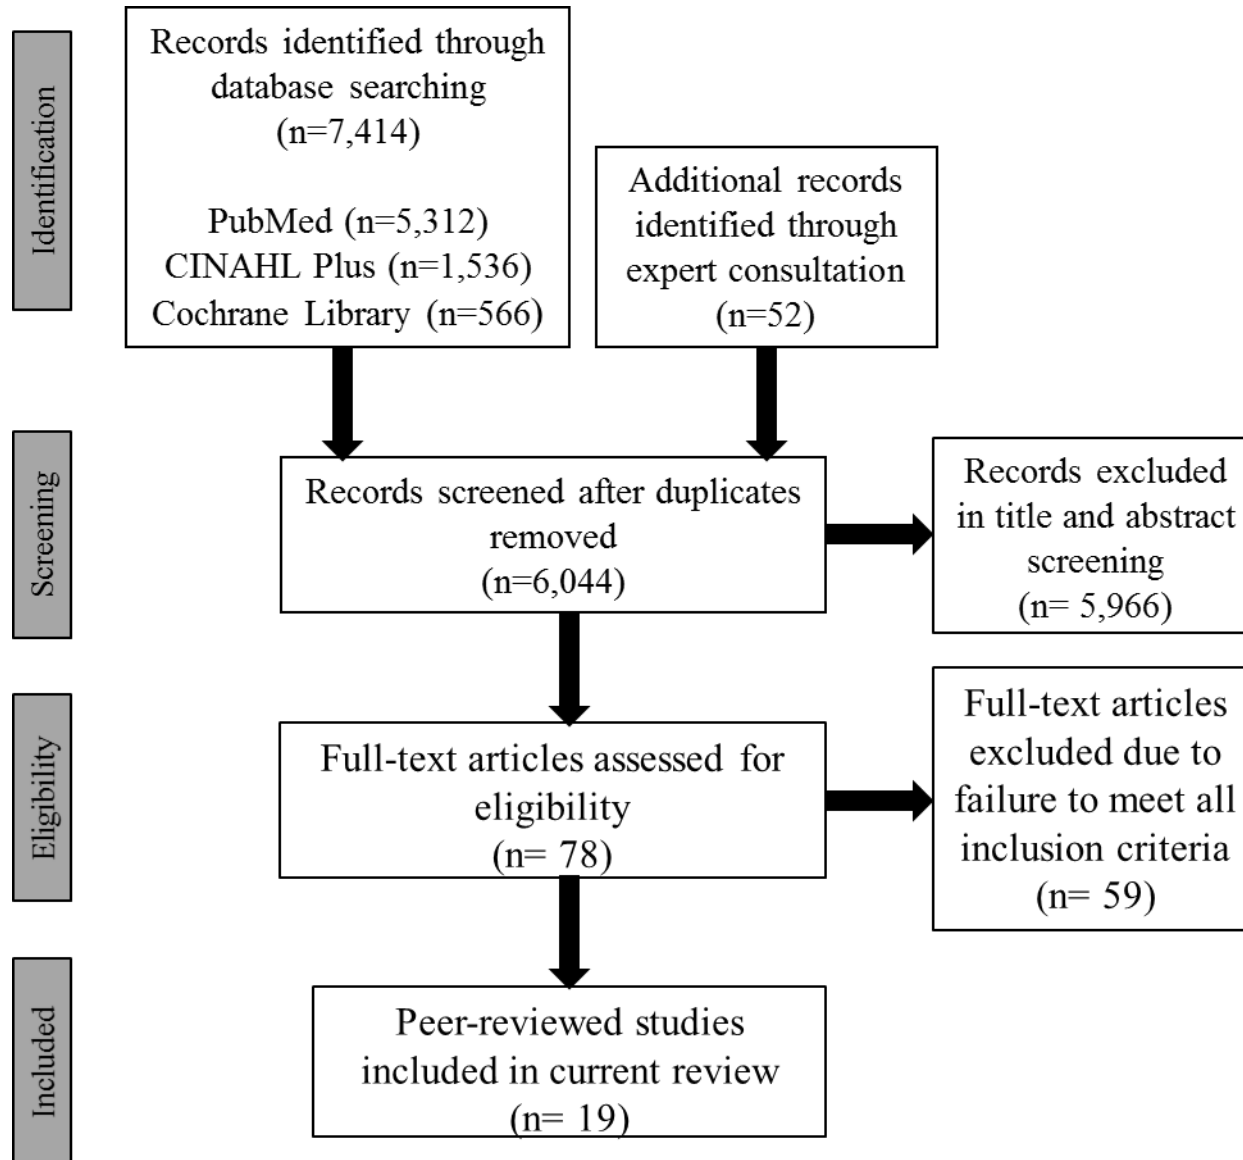 Identification
Records identified through
database searching
(n=7,414)
PubMed (n=5,312)
CINAHL Plus (n=1,536)
Cochrane Library (n=566)
Additional records
identified through
expert consultation
(n=52)
Screening
Records screened after duplicates
removed
(n=6,044)
Records excluded
in title and abstract
screening
(n= 5,966)
Eligibility
Full-text articles assessed for
eligibility
(n= 78)
Full-text articles
excluded due to
failure to meet all
inclusion criteria
(n= 59)
Included
Peer-reviewed studies
included in current review
(n= 19)